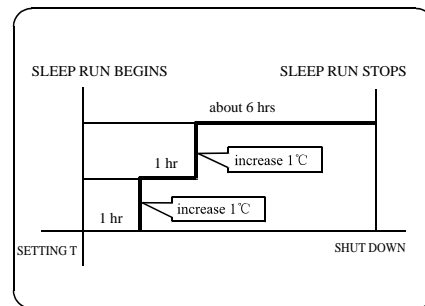 SLEEP RUN BEGINS
SLEEP RUN STOPS
about 6 hrs
1 hr
increase 1℃
1 hr
increase 1℃
SETTING T
SHUT DOWN